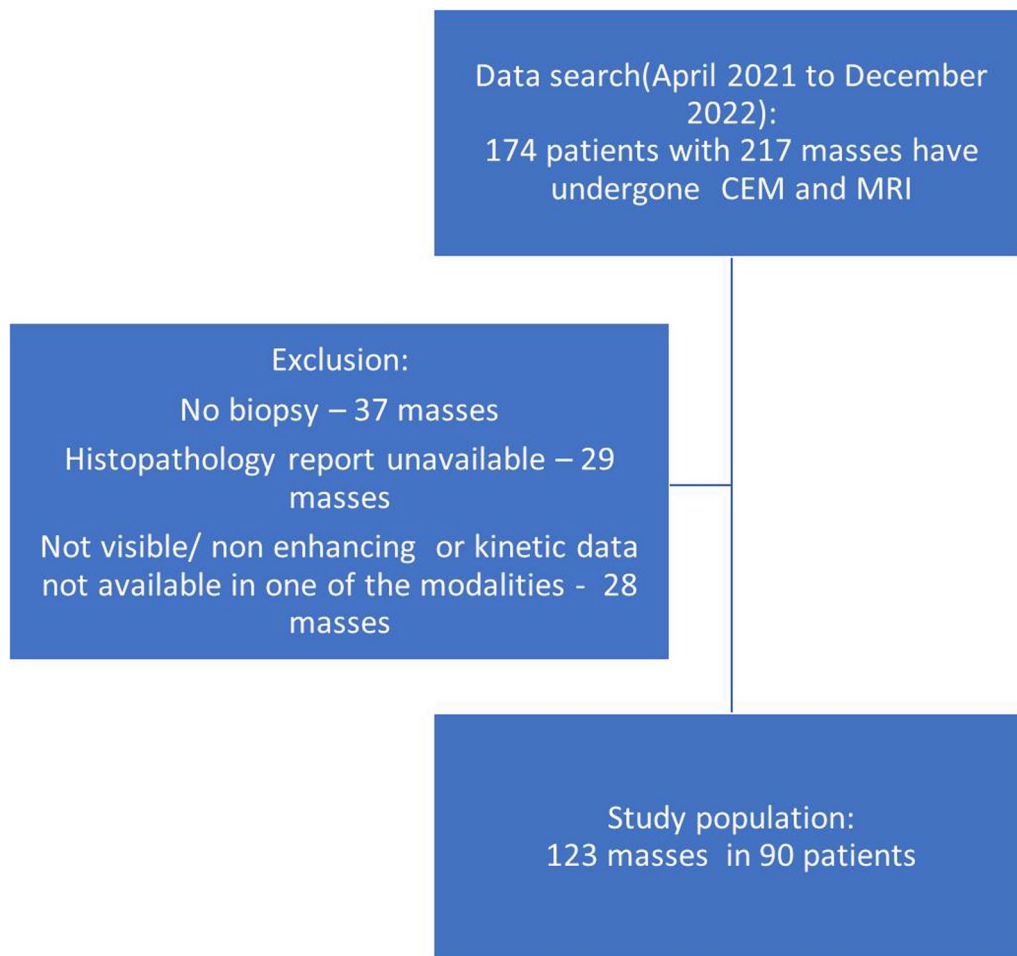 Data search(April 2021 to December
2022):
174 patients with 217 masses have
undergone  CEM and MRI
Exclusion:
No biopsy – 37 masses
Histopathology report unavailable – 29
masses
Not visible/ non enhancing  or kinetic data
not available in one of the modalities -  28
masses
Study population:
123 masses  in 90 patients